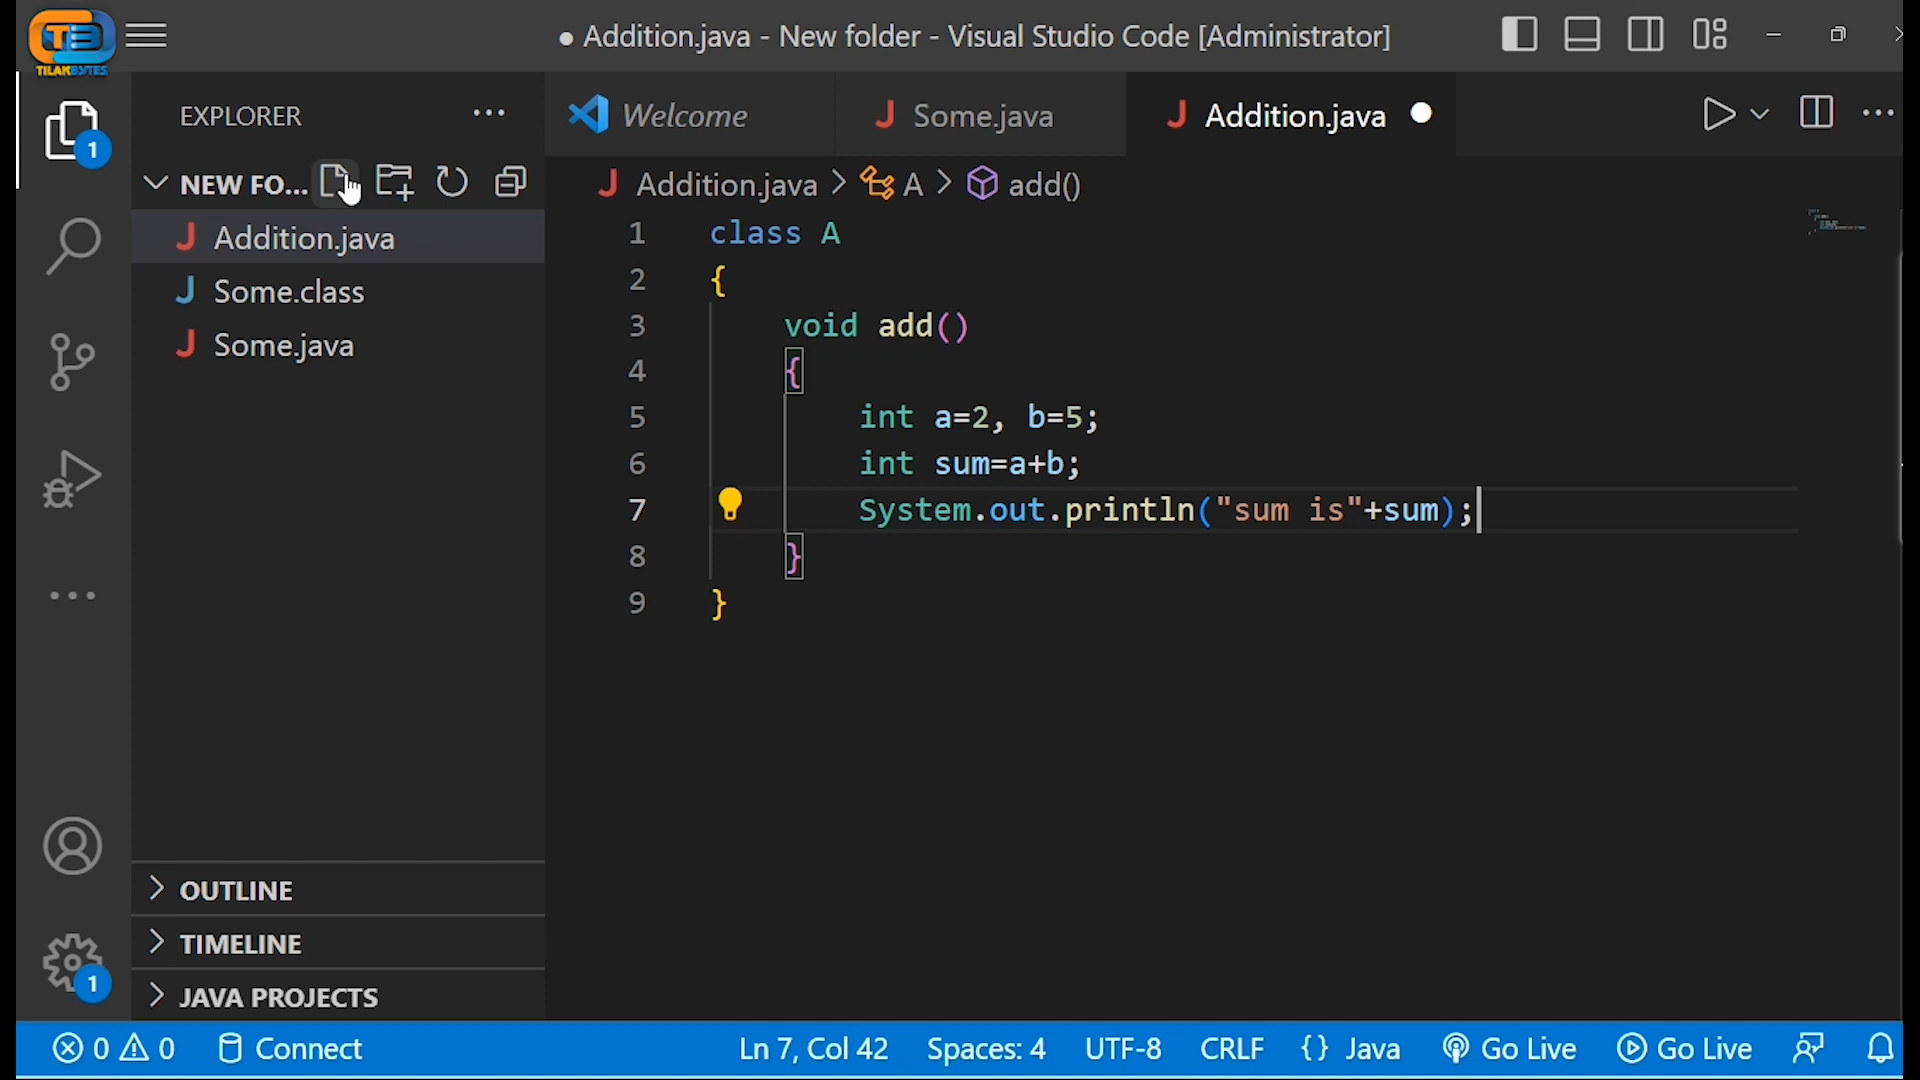 TILAKBYTES
● Addition.java - New folder - Visual Studio Code [Administrator]
EXPLORER
Welcome
Some.java
Addition.java
1
NEW FO...
Addition.java > A > add()
Addition.java
Some.class
Some.java
1 class A
2 {
3 void add()
4 {
5 int a=2, b=5;
6 int sum=a+b;
7 System.out.println("sum is"+sum);
8 }
9 }
OUTLINE
TIMELINE
1
JAVA PROJECTS
0 0 Connect Ln 7, Col 42 Spaces: 4 UTF-8 CRLF {} Java Go Live Go Live